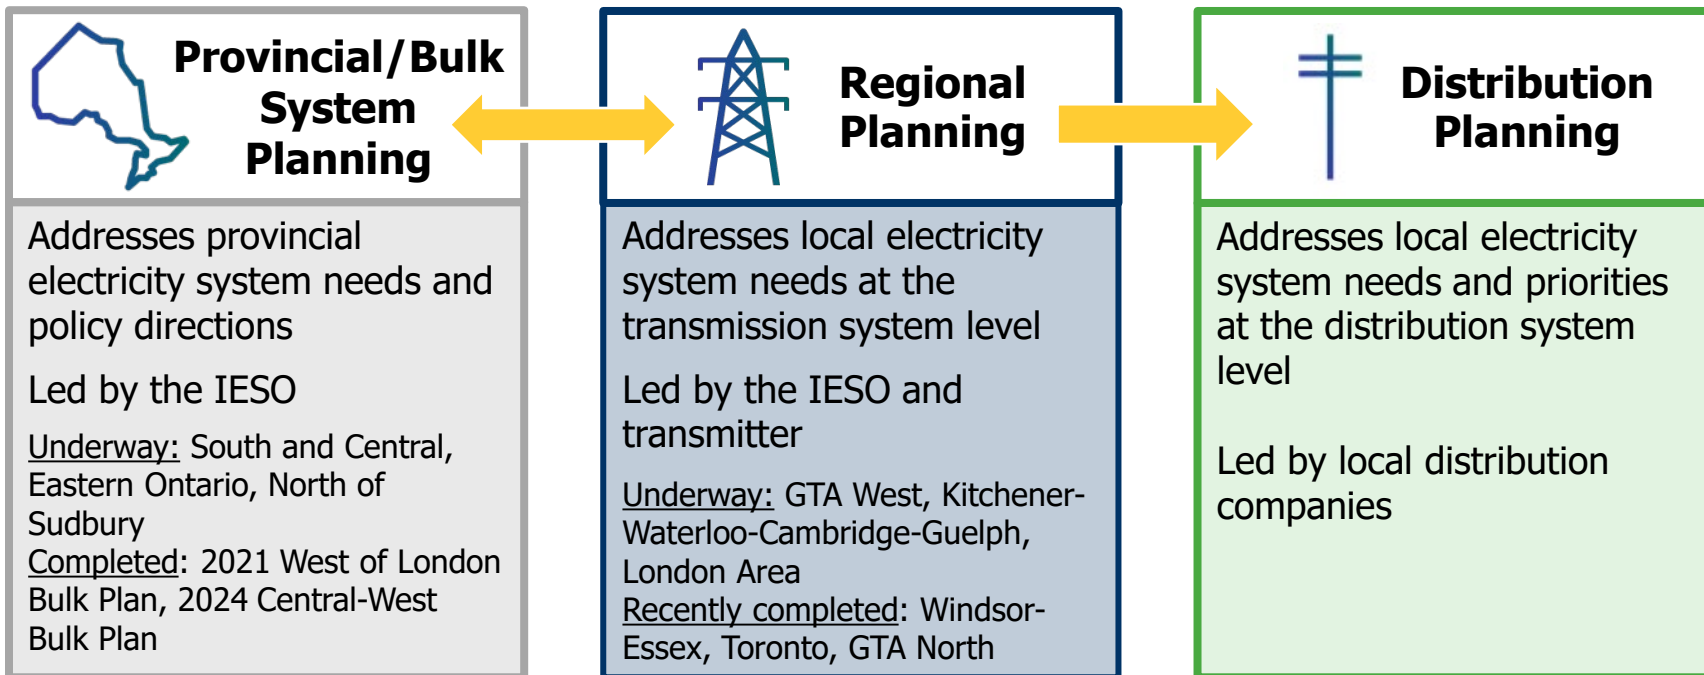 Provincial/Bulk
System
Planning
Addresses provincial
electricity system needs and
policy directions
Led by the IESO
Underway: South and Central,
Eastern Ontario, North of
Sudbury
Completed: 2021 West of London
Bulk Plan, 2024 Central-West
Bulk Plan
Regional
Planning
Addresses local electricity
system needs at the
transmission system level
Led by the IESO and
transmitter
Underway: GTA West, Kitchener-
Waterloo-Cambridge-Guelph,
London Area
Recently completed: Windsor-
Essex, Toronto, GTA North
Distribution
Planning
Addresses local electricity
system needs and priorities
at the distribution system
level
Led by local distribution
companies